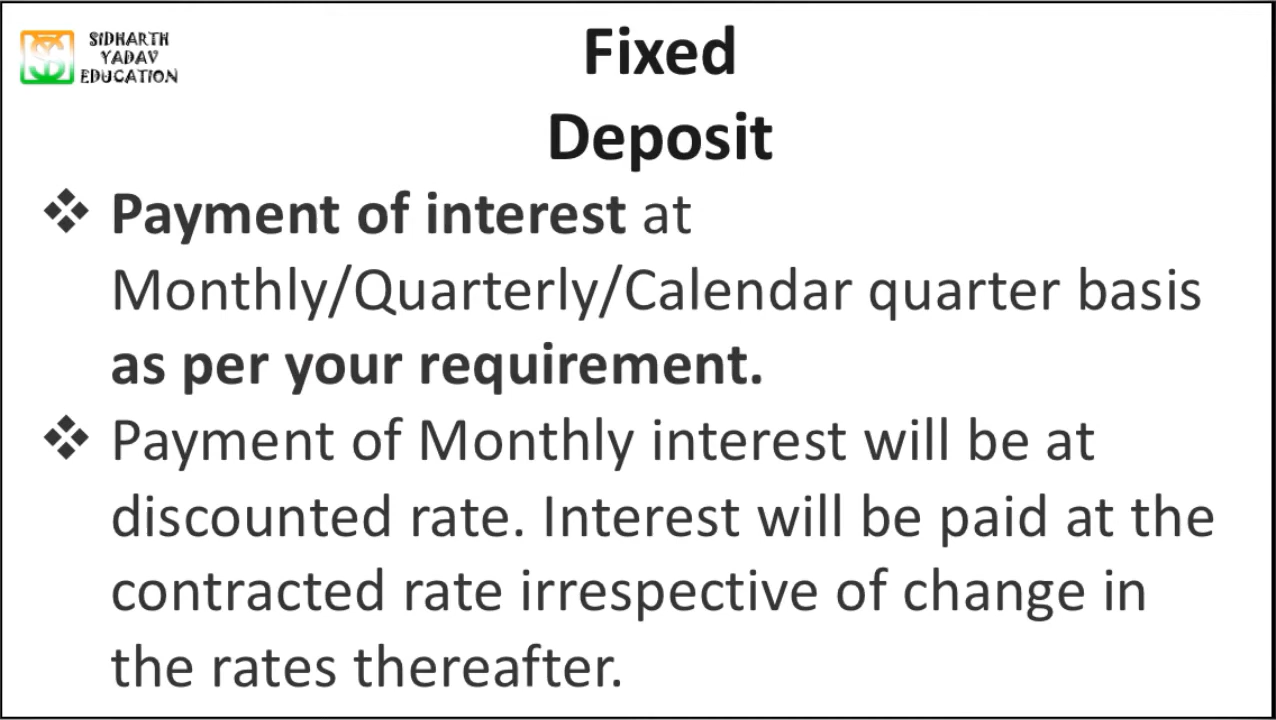 SIDHARTH
YADAV
EDUCATION
Fixed
Deposit
❖ Payment of interest at
Monthly/Quarterly/Calendar quarter basis
as per your requirement.
❖ Payment of Monthly interest will be at
discounted rate. Interest will be paid at the
contracted rate irrespective of change in
the rates thereafter.